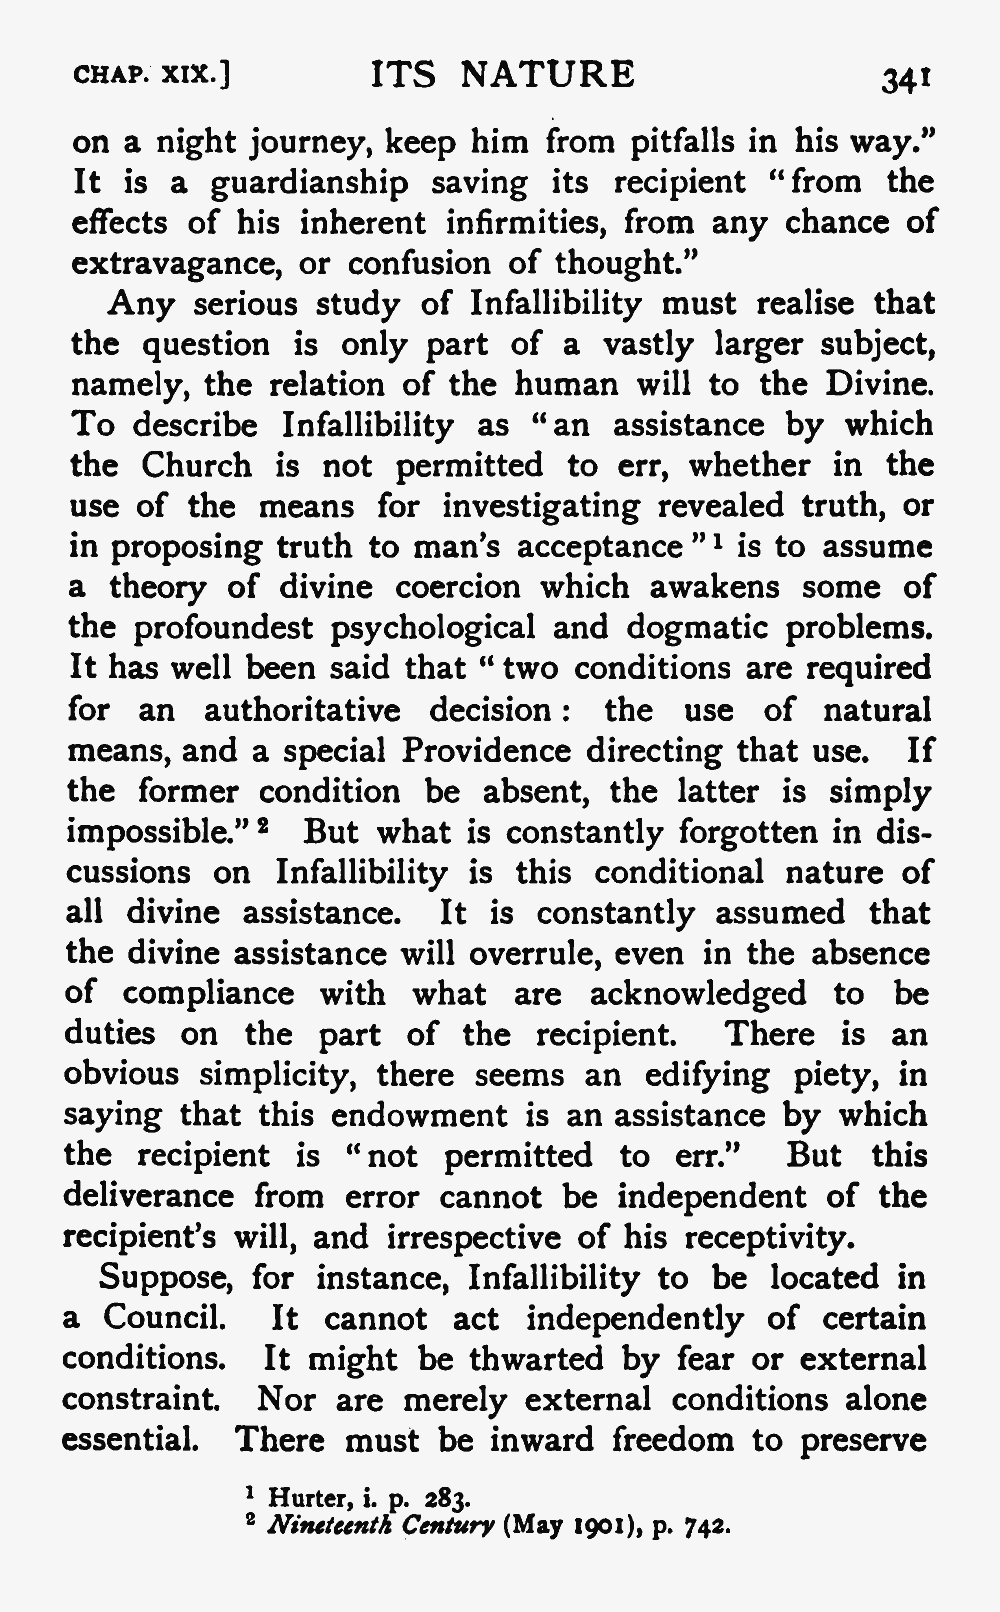 CHAP. XIX.] ITS NATURE 341
on a night journey, keep him from pitfalls in his way.”
It is a guardianship saving its recipient “from the
effects of his inherent infirmities, from any chance of
extravagance, or confusion of thought.”
Any serious study of Infallibility must realise that
the question is only part of a vastly larger subject,
namely, the relation of the human will to the Divine.
To describe Infallibility as “an assistance by which
the Church is not permitted to err, whether in the
use of the means for investigating revealed truth, or
in proposing truth to man’s acceptance”¹ is to assume
a theory of divine coercion which awakens some of
the profoundest psychological and dogmatic problems.
It has well been said that “two conditions are required
for an authoritative decision: the use of natural
means, and a special Providence directing that use. If
the former condition be absent, the latter is simply
impossible.”² But what is constantly forgotten in dis-
cussions on Infallibility is this conditional nature of
all divine assistance. It is constantly assumed that
the divine assistance will overrule, even in the absence
of compliance with what are acknowledged to be
duties on the part of the recipient. There is an
obvious simplicity, there seems an edifying piety, in
saying that this endowment is an assistance by which
the recipient is “not permitted to err.” But this
deliverance from error cannot be independent of the
recipient’s will, and irrespective of his receptivity.
Suppose, for instance, Infallibility to be located in
a Council. It cannot act independently of certain
conditions. It might be thwarted by fear or external
constraint. Nor are merely external conditions alone
essential. There must be inward freedom to preserve
¹ Hurter, i. p. 283.
² Nineteenth Century (May 1901), p. 742.